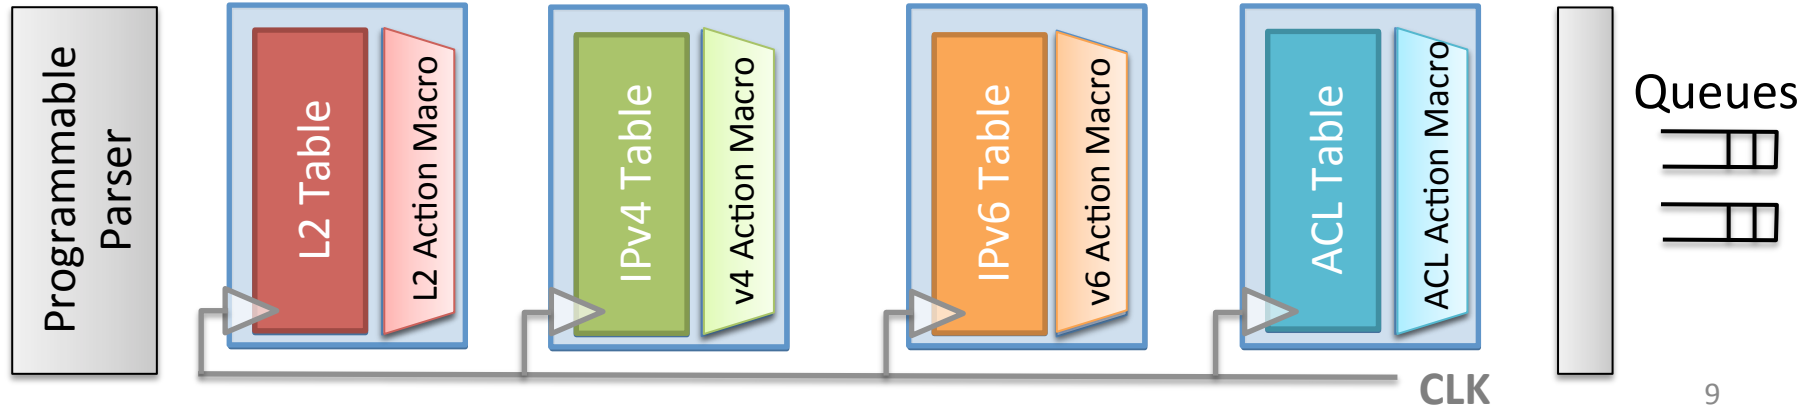 Programmable
Parser
L2 Table
L2 Action Macro
IPv4 Table
v4 Action Macro
IPv6 Table
v6 Action Macro
ACL Table
ACL Action Macro
Queues
CLK
9